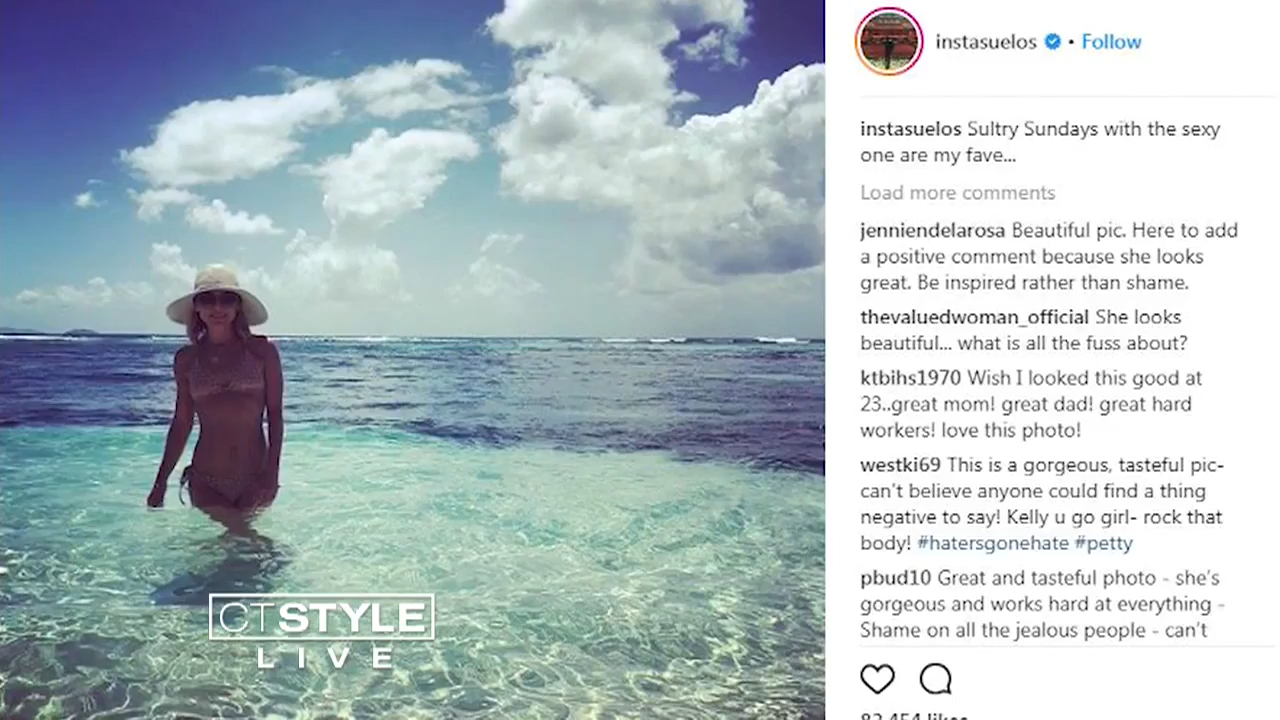 instasuelos • Follow
instasuelos Sultry Sundays with the sexy
one are my fave...
Load more comments
jenniendelarosa Beautiful pic. Here to add
a positive comment because she looks
great. Be inspired rather than shame.
thevaluedwoman_official She looks
beautiful... what is all the fuss about?
ktbihs1970 Wish I looked this good at
23..great mom! great dad! great hard
workers! love this photo!
westki69 This is a gorgeous, tasteful pic-
can't believe anyone could find a thing
negative to say! Kelly u go girl- rock that
body! #hatersgonehate #petty
pbud10 Great and tasteful photo - she's
gorgeous and works hard at everything -
Shame on all the jealous people - can't
82,454 likes
CTSTYLE
LIVE